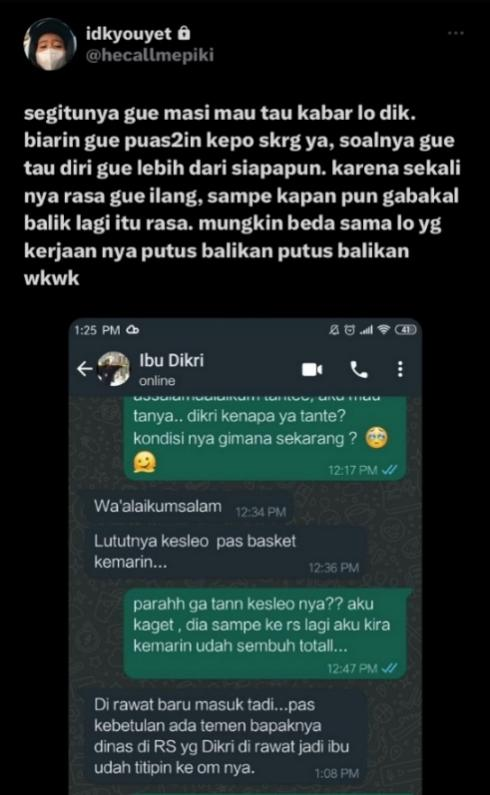 idkyouyet
@hecallmepiki
segitunya gue masi mau tau kabar lo dik.
biarin gue puas2in kepo skrg ya, soalnya gue
tau diri gue lebih dari siapapun. karena sekali
nya rasa gue ilang, sampe kapan pun gabakal
balik lagi itu rasa. mungkin beda sama lo yg
kerjaan nya putus balikan putus balikan
wkwk
1:25 PM
41
Ibu Dikri
online
aku mau
tanya.. dikri kenapa ya tante?
kondisi nya gimana sekarang ? 🥹
🫠
12:17 PM
Wa'alaikumsalam 12:34 PM
Lututnya kesleo pas basket
kemarin...
12:36 PM
parahh ga tann kesleo nya?? aku
kaget , dia sampe ke rs lagi aku kira
kemarin udah sembuh totall...
12:47 PM
Di rawat baru masuk tadi...pas
kebetulan ada temen bapaknya
dinas di RS yg Dikri di rawat jadi ibu
udah titipin ke om nya.
1:08 PM